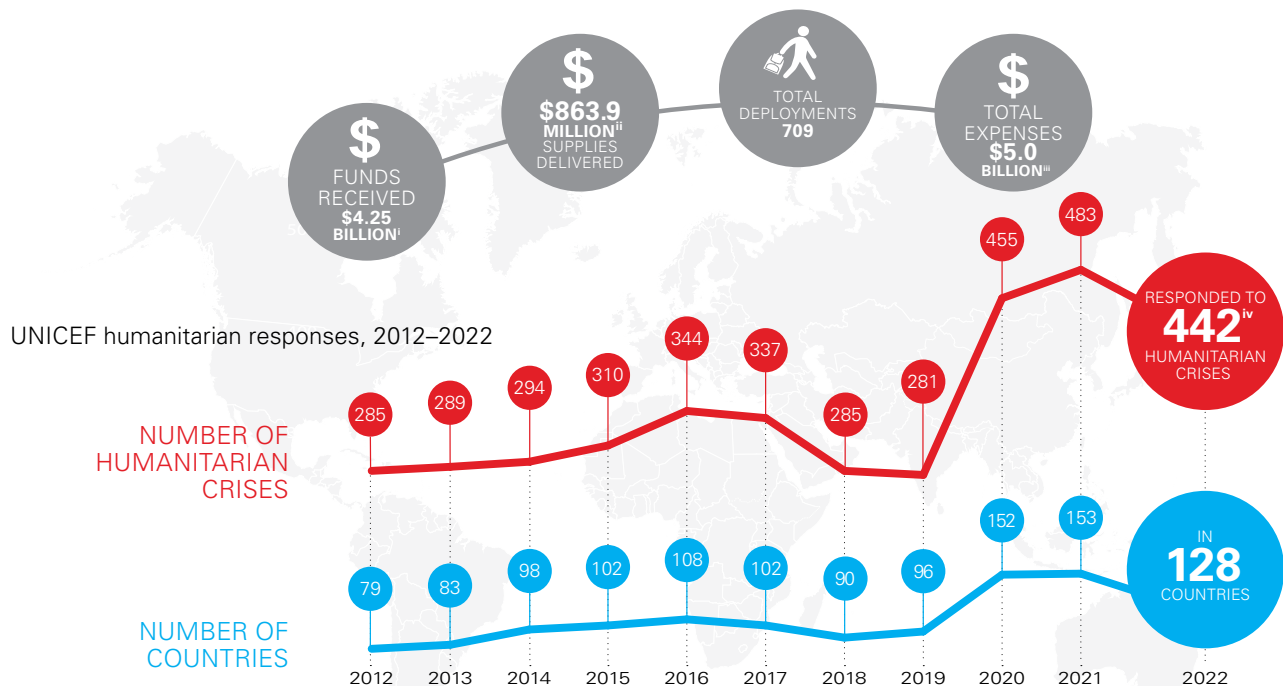 $
FUNDS
RECEIVED
$4.25
BILLIONⁱ
$
$863.9
MILLIONⁱⁱ
SUPPLIES
DELIVERED
TOTAL
DEPLOYMENTS
709
$
TOTAL
EXPENSES
$5.0
BILLIONⁱⁱⁱ
UNICEF humanitarian responses, 2012–2022
NUMBER OF
HUMANITARIAN
CRISES
285
289
294
310
344
337
285
281
455
483
RESPONDED TO
442ⁱᵛ
HUMANITARIAN
CRISES
NUMBER OF
COUNTRIES
79
83
98
102
108
102
90
96
152
153
IN
128
COUNTRIES
2012 2013 2014 2015 2016 2017 2018 2019 2020 2021 2022